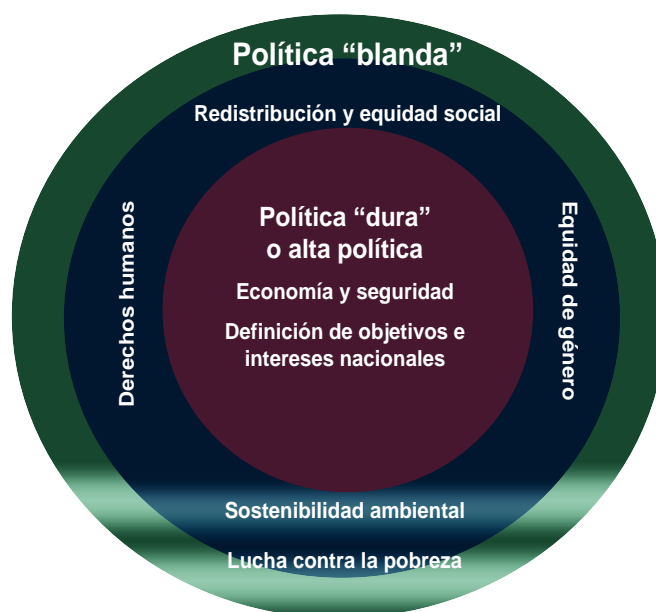 Política “blanda”
Redistribución y equidad social
Derechos humanos
Política “dura”
o alta política
Economía y seguridad
Definición de objetivos e
intereses nacionales
Equidad de género
Sostenibilidad ambiental
Lucha contra la pobreza